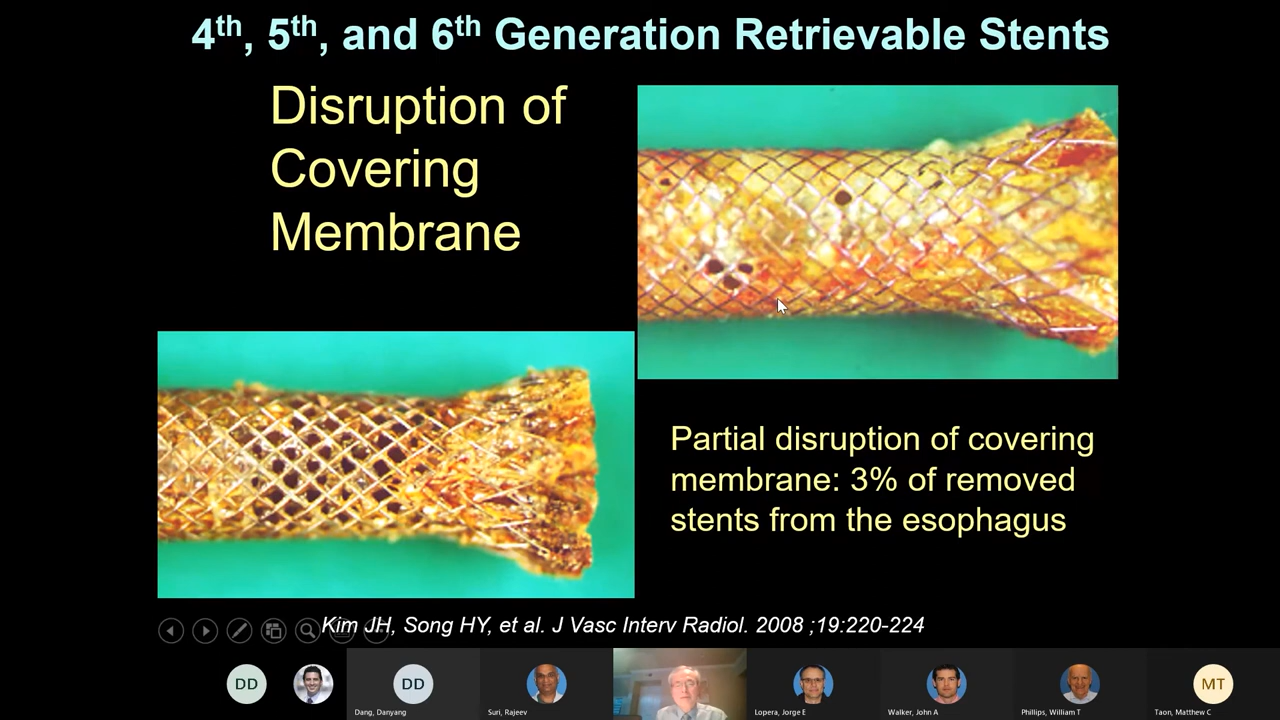 4th, 5th, and 6th Generation Retrievable Stents
Disruption of
Covering
Membrane
Partial disruption of covering
membrane: 3% of removed
stents from the esophagus
Kim JH, Song HY, et al. J Vasc Interv Radiol. 2008 ;19:220-224
DD
DD
MT
Dang, Danyang
Suri, Rajeev
Lopera, Jorge E
Walker, John A
Phillips, William T
Taon, Matthew C